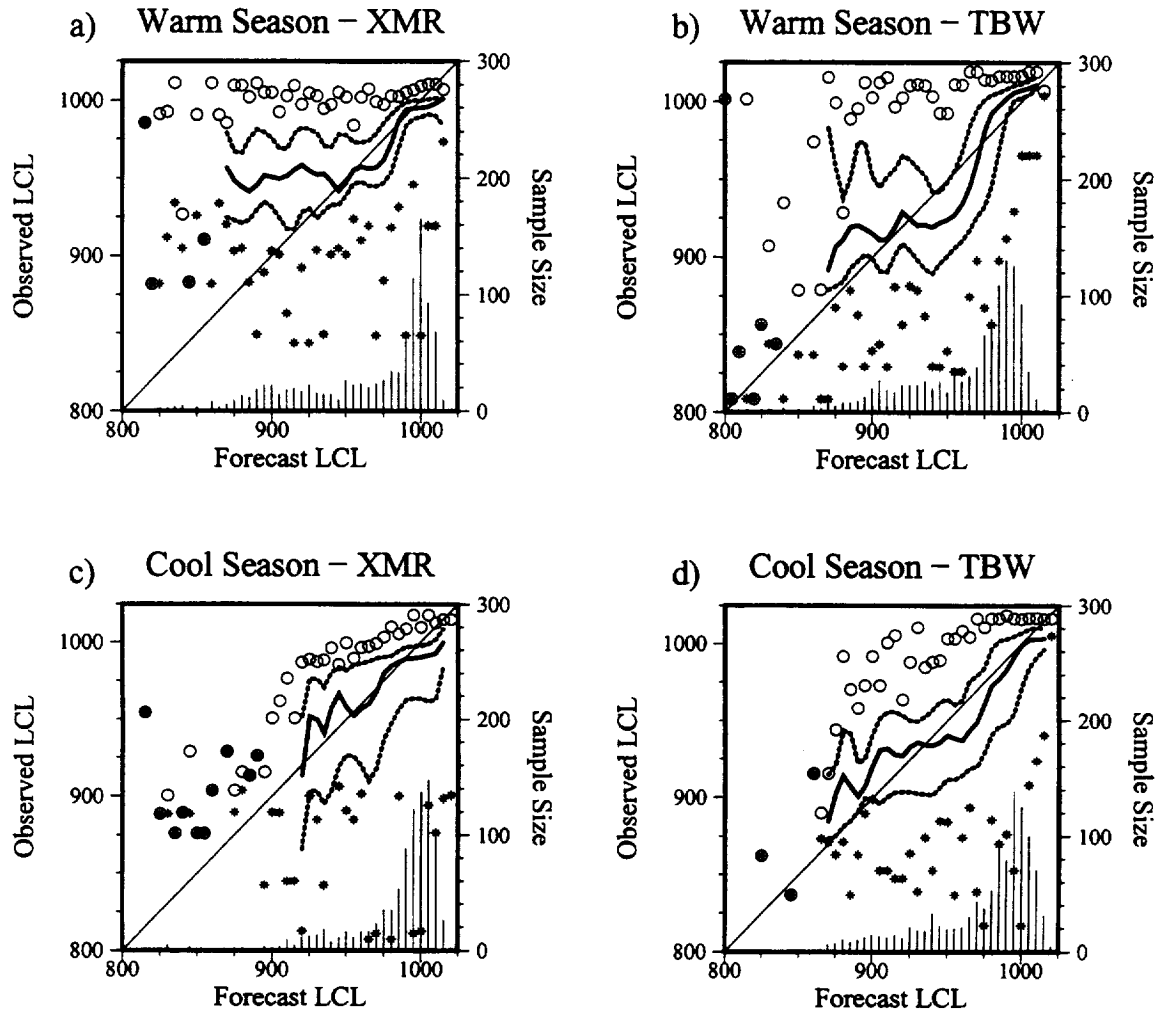 a) Warm Season – XMR
1000
900
800
800 900 1000
Forecast LCL
Observed LCL
300
200
100
0
Sample Size
b) Warm Season – TBW
1000
900
800
800 900 1000
Forecast LCL
Observed LCL
300
200
100
0
Sample Size
c) Cool Season – XMR
1000
900
800
800 900 1000
Forecast LCL
Observed LCL
300
200
100
0
Sample Size
d) Cool Season – TBW
1000
900
800
800 900 1000
Forecast LCL
Observed LCL
300
200
100
0
Sample Size